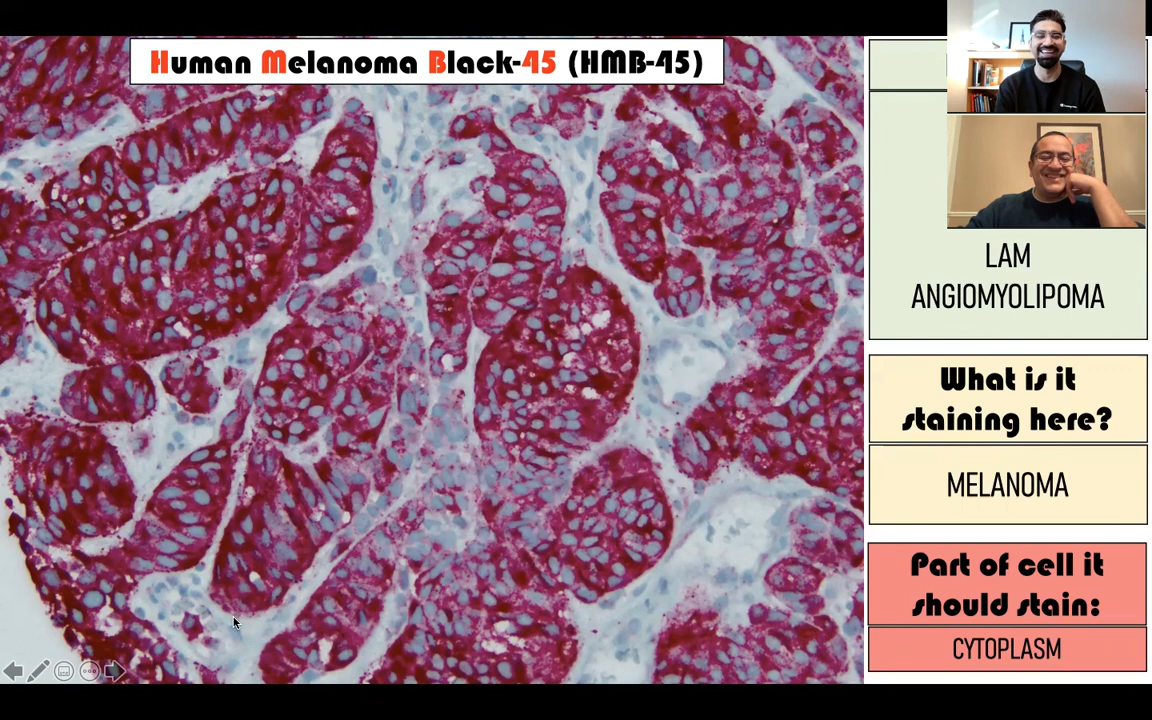 Human Melanoma Black-45 (HMB-45)
LAM
ANGIOMYOLIPOMA
What is it
staining here?
MELANOMA
Part of cell it
should stain:
CYTOPLASM